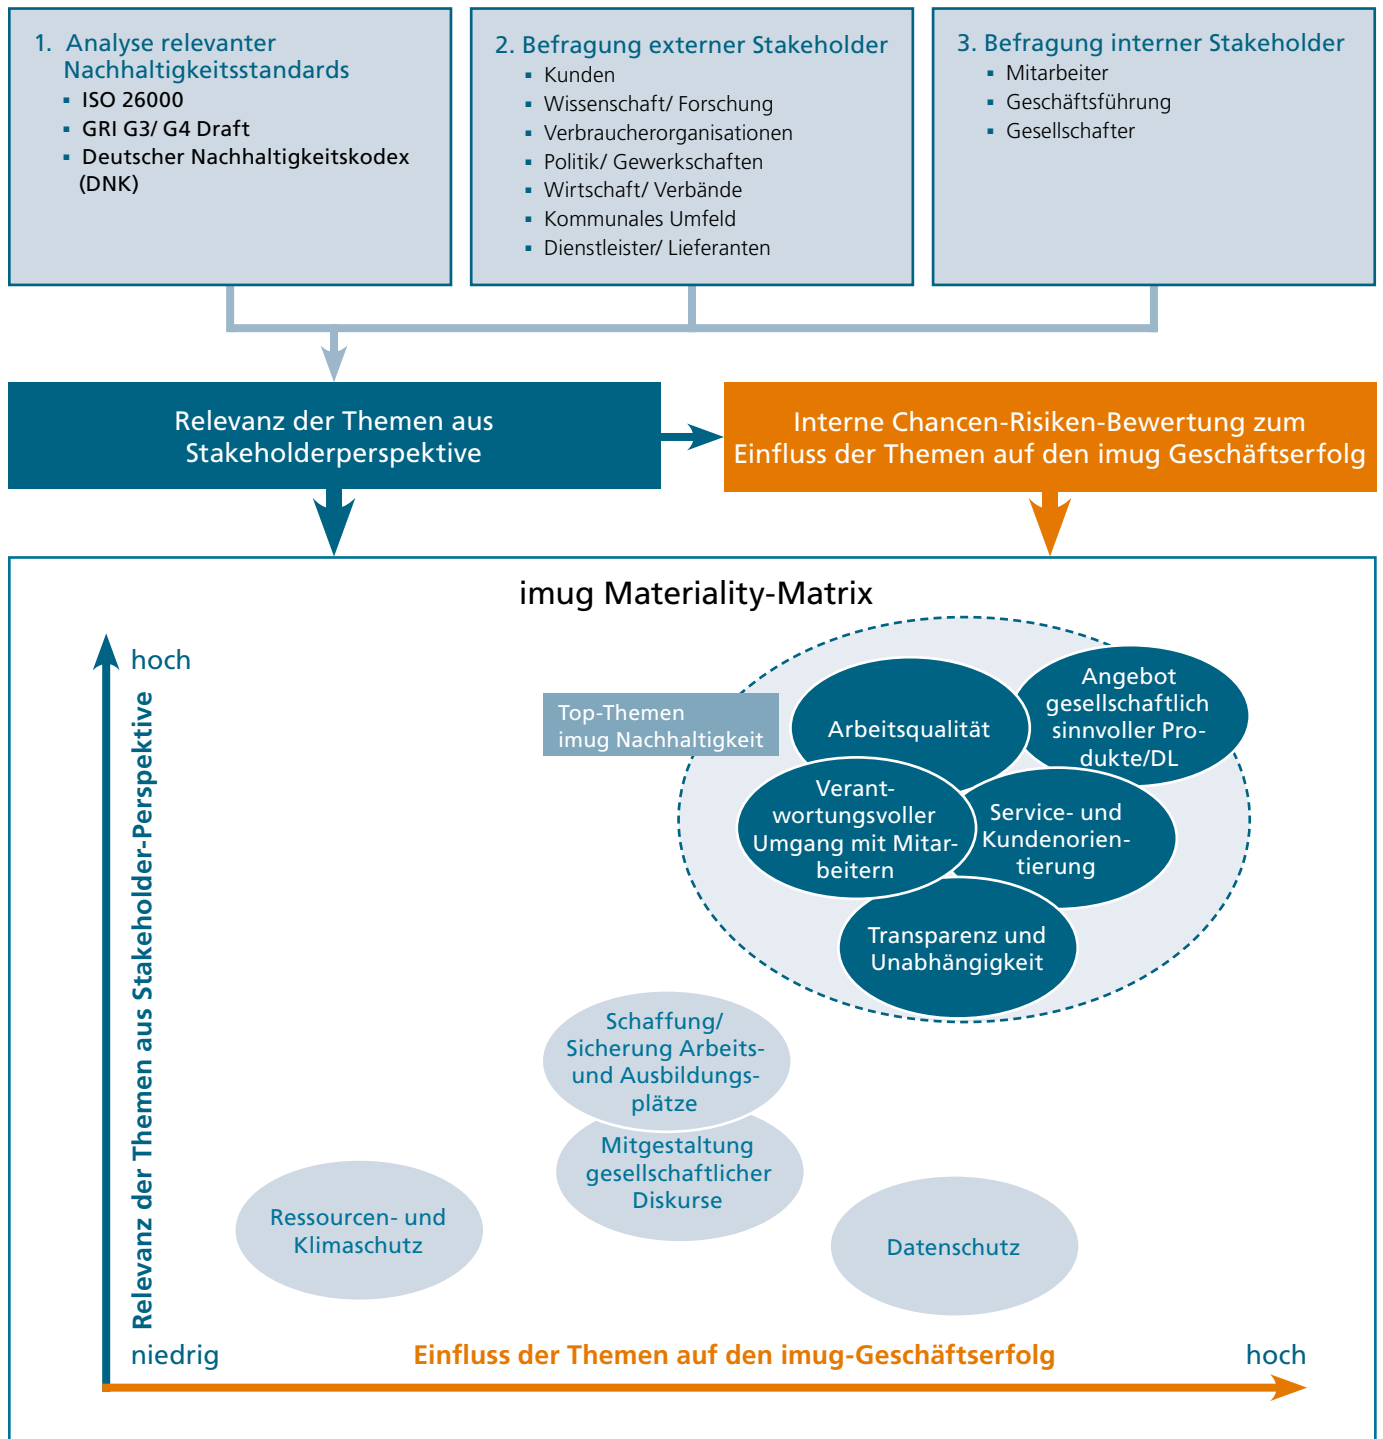 1. Analyse relevanter
Nachhaltigkeitsstandards
▪ ISO 26000
▪ GRI G3/ G4 Draft
▪ Deutscher Nachhaltigkeitskodex
(DNK)
2. Befragung externer Stakeholder
▪ Kunden
▪ Wissenschaft/ Forschung
▪ Verbraucherorganisationen
▪ Politik/ Gewerkschaften
▪ Wirtschaft/ Verbände
▪ Kommunales Umfeld
▪ Dienstleister/ Lieferanten
3. Befragung interner Stakeholder
▪ Mitarbeiter
▪ Geschäftsführung
▪ Gesellschafter
Relevanz der Themen aus
Stakeholderperspektive
Interne Chancen-Risiken-Bewertung zum
Einfluss der Themen auf den imug Geschäftserfolg
imug Materiality-Matrix
hoch
Relevanz der Themen aus Stakeholder-Perspektive
Top-Themen
imug Nachhaltigkeit
Arbeitsqualität
Angebot
gesellschaftlich
sinnvoller Pro-
dukte/DL
Verant-
wortungsvoller
Umgang mit Mitar-
beitern
Service- und
Kundenorien-
tierung
Transparenz und
Unabhängigkeit
Schaffung/
Sicherung Arbeits-
und Ausbildungs-
plätze
Mitgestaltung
gesellschaftlicher
Diskurse
Ressourcen- und
Klimaschutz
Datenschutz
niedrig
Einfluss der Themen auf den imug-Geschäftserfolg
hoch